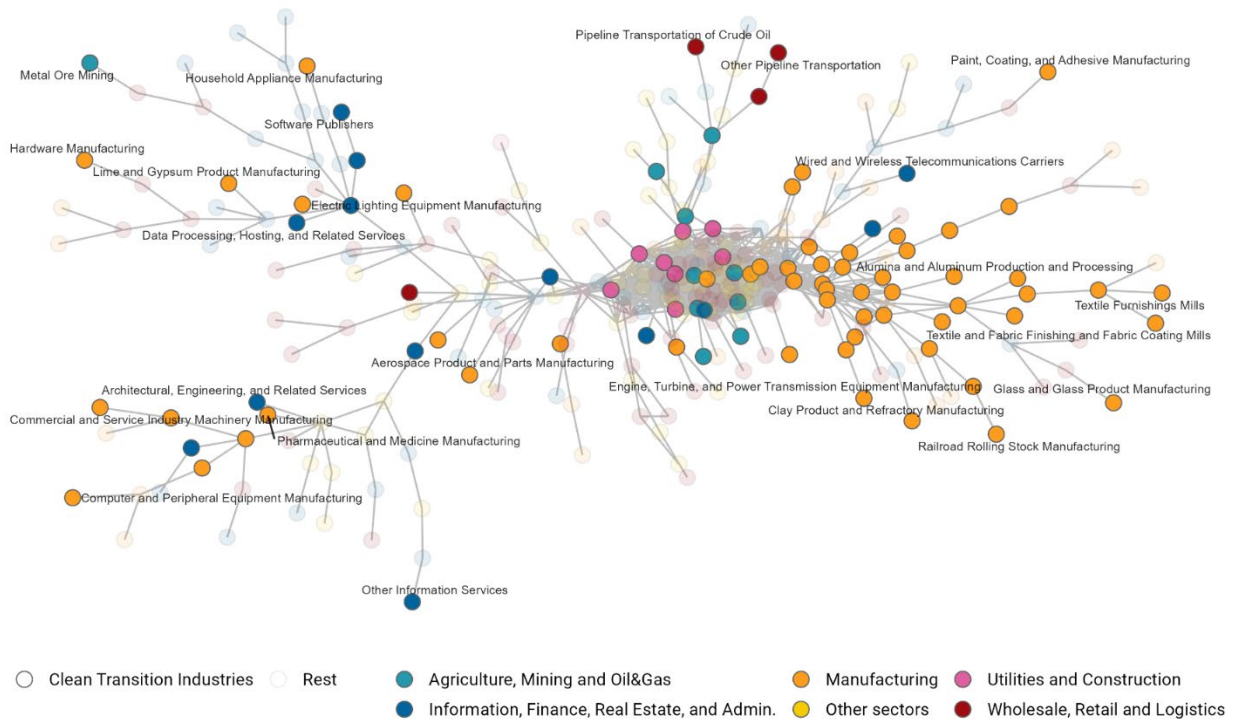 Pipeline Transportation of Crude Oil
Other Pipeline Transportation
Paint, Coating, and Adhesive Manufacturing
Metal Ore Mining
Household Appliance Manufacturing
Software Publishers
Hardware Manufacturing
Lime and Gypsum Product Manufacturing
Wired and Wireless Telecommunications Carriers
Electric Lighting Equipment Manufacturing
Data Processing, Hosting, and Related Services
Alumina and Aluminum Production and Processing
Textile Furnishings Mills
Textile and Fabric Finishing and Fabric Coating Mills
Aerospace Product and Parts Manufacturing
Architectural, Engineering, and Related Services
Engine, Turbine, and Power Transmission Equipment Manufacturing
Glass and Glass Product Manufacturing
Clay Product and Refractory Manufacturing
Commercial and Service Industry Machinery Manufacturing
Pharmaceutical and Medicine Manufacturing
Railroad Rolling Stock Manufacturing
Computer and Peripheral Equipment Manufacturing
Other Information Services
Clean Transition Industries
Rest
Agriculture, Mining and Oil&Gas
Manufacturing
Utilities and Construction
Information, Finance, Real Estate, and Admin.
Other sectors
Wholesale, Retail and Logistics